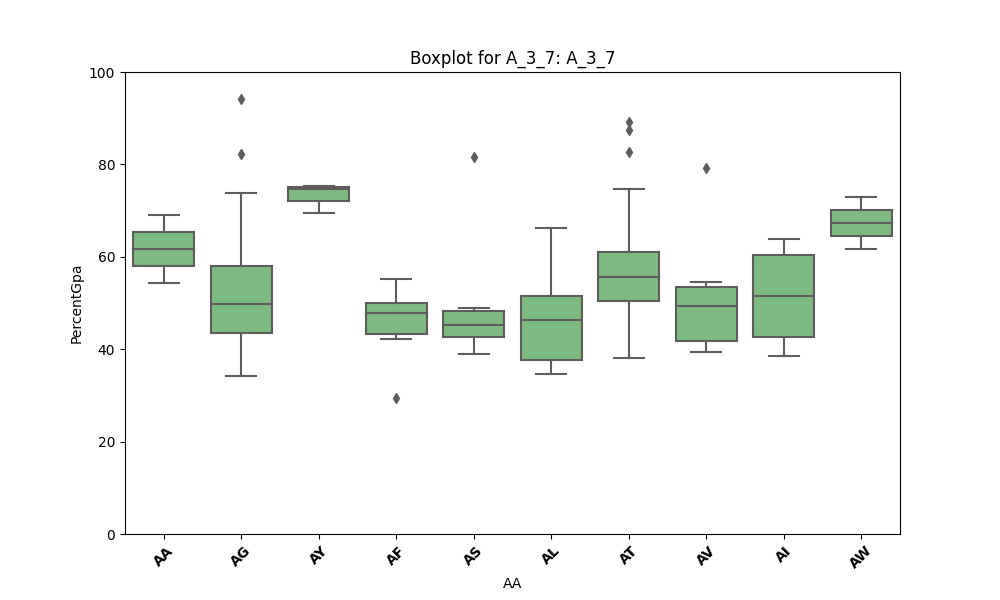 Boxplot for A_3_7: A_3_7
100
80
60
40
20
0
PercentGpa
AA
AG
AY
AF
AS
AL
AT
AV
AI
AW
AA